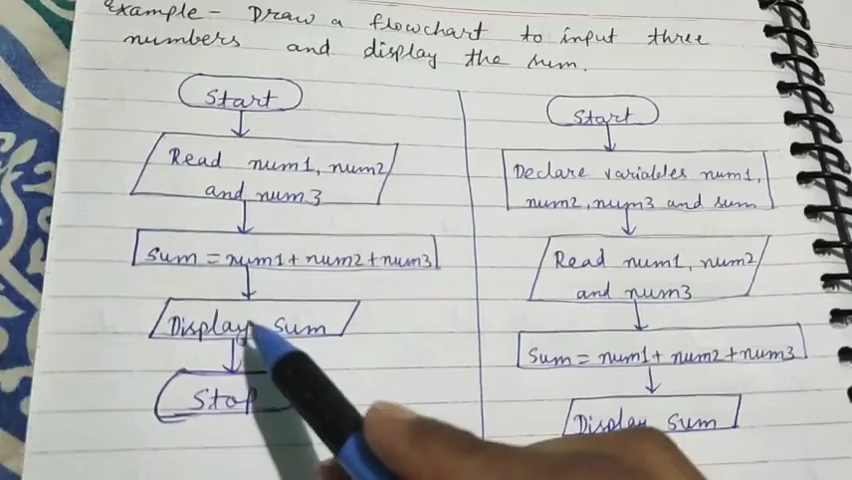 Example - Draw a flowchart to input three
numbers and display the sum.
Start
Read num1, num2
and num3
sum = num1 + num2 + num3
Display sum
Stop
Start
Declare variables num1,
num2, num3 and sum
Read num1, num2
and num3
sum = num1 + num2 + num3
Display sum